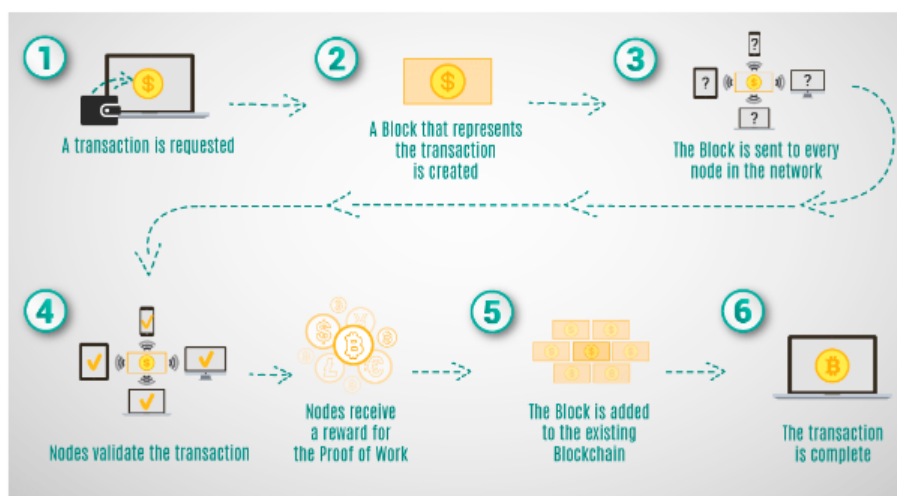 1
A transaction is requested
2
A Block that represents
the transaction
is created
3
The Block is sent to every
node in the network
4
Nodes validate the transaction
Nodes receive
a reward for
the Proof of Work
5
The Block is added
to the existing
Blockchain
6
The transaction
is complete